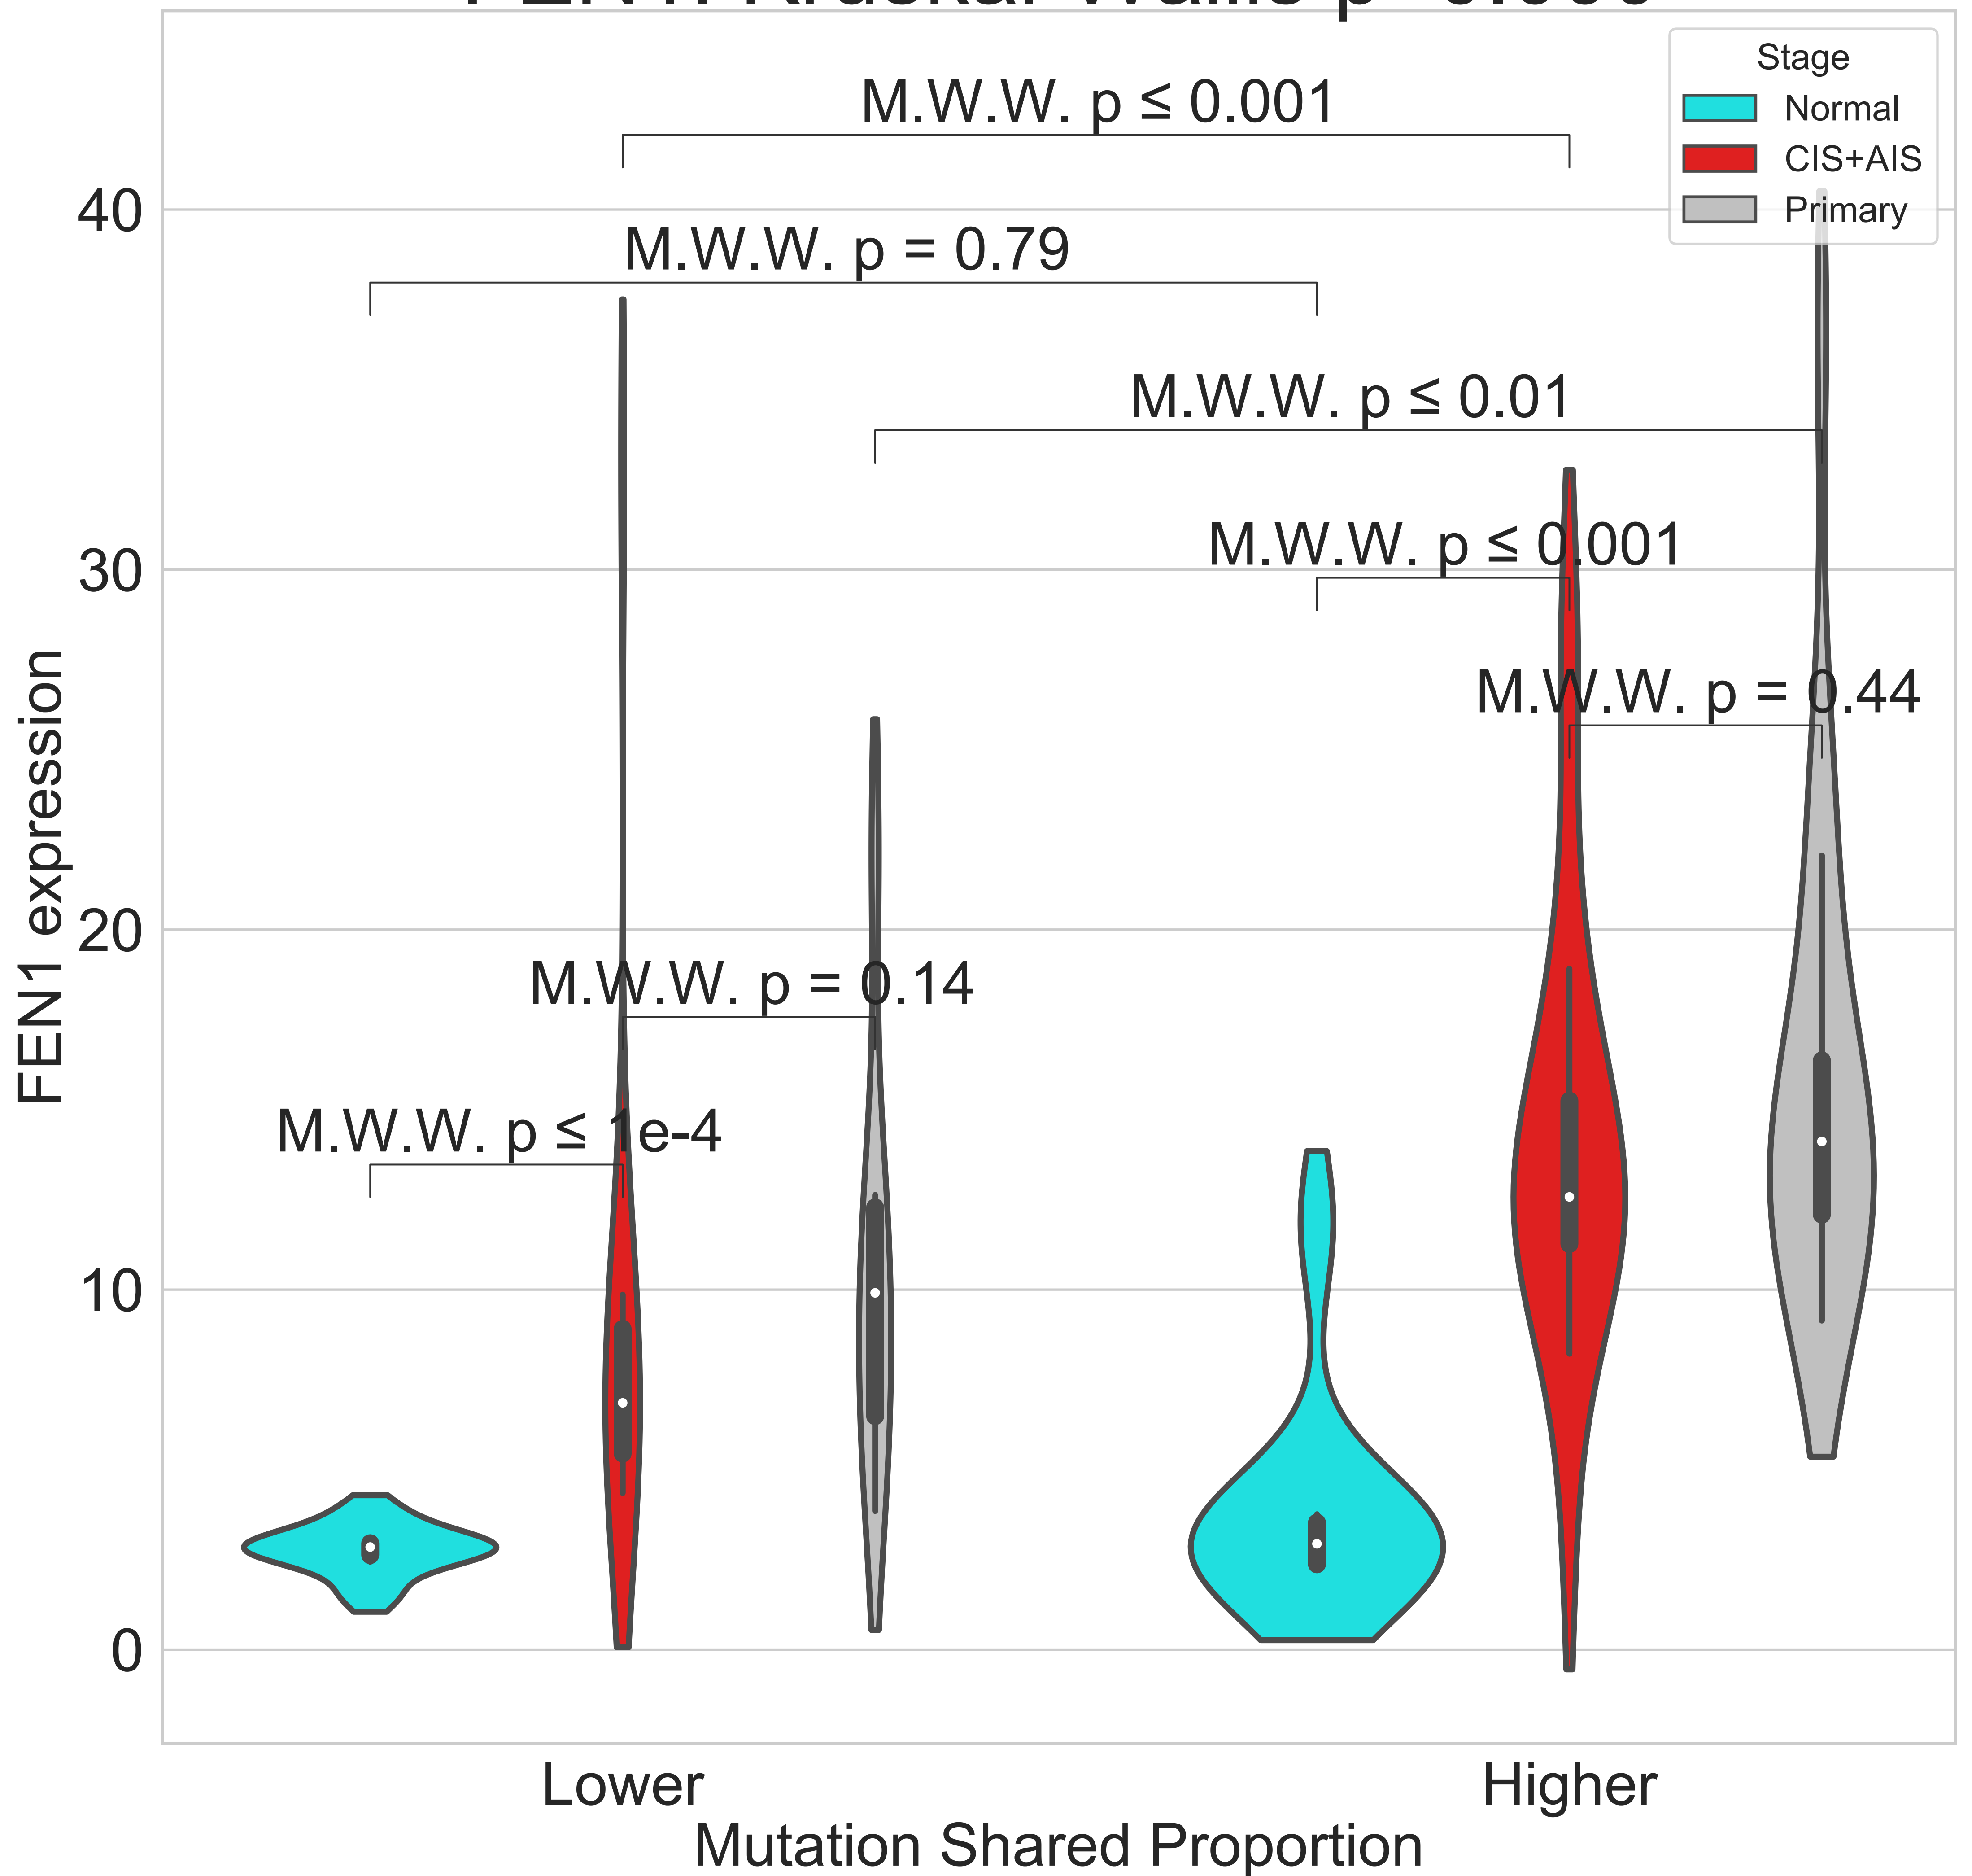 Stage
Normal
CIS+AIS
Primary
M.W.W. p ≤ 0.001
M.W.W. p = 0.79
M.W.W. p ≤ 0.01
M.W.W. p ≤ 0.001
M.W.W. p = 0.44
M.W.W. p = 0.14
M.W.W. p ≤ 1e-4
FEN1 expression
40
30
20
10
0
Lower
Higher
Mutation Shared Proportion